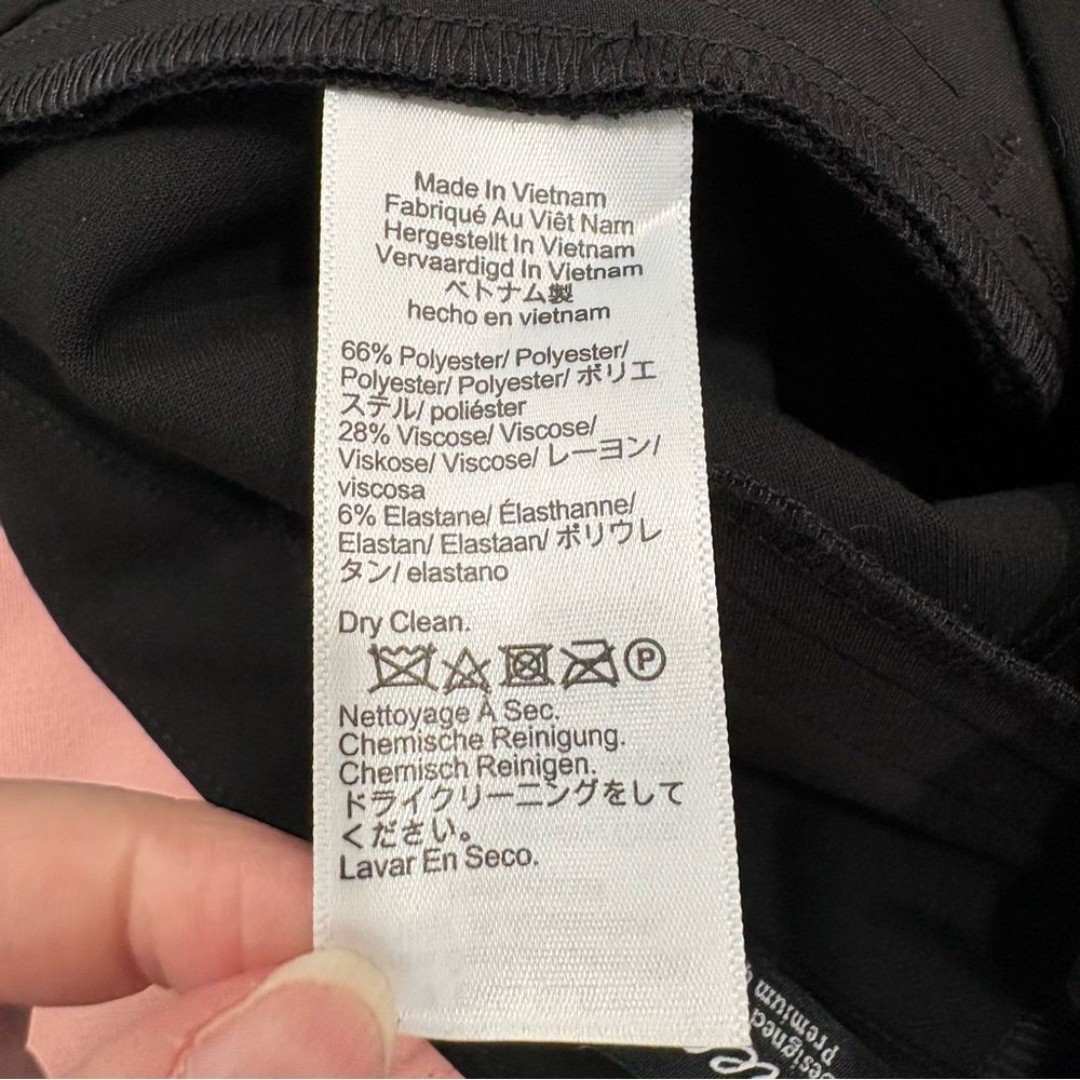 Made In Vietnam
Fabriqué Au Viêt Nam
Hergestellt In Vietnam
Vervaardigd In Vietnam
ベトナム製
hecho en vietnam
66% Polyester/ Polyester/
Polyester/ Polyester/ ポリエ
ステル/ poliéster
28% Viscose/ Viscose/
Viskose/ Viscose/ レーヨン/
viscosa
6% Elastane/ Élasthanne/
Elastan/ Elastaan/ ポリウレ
タン/ elastano
Dry Clean.
P
Nettoyage À Sec.
Chemische Reinigung.
Chemisch Reinigen.
ドライクリーニングをして
ください。
Lavar En Seco.
Designed
premium